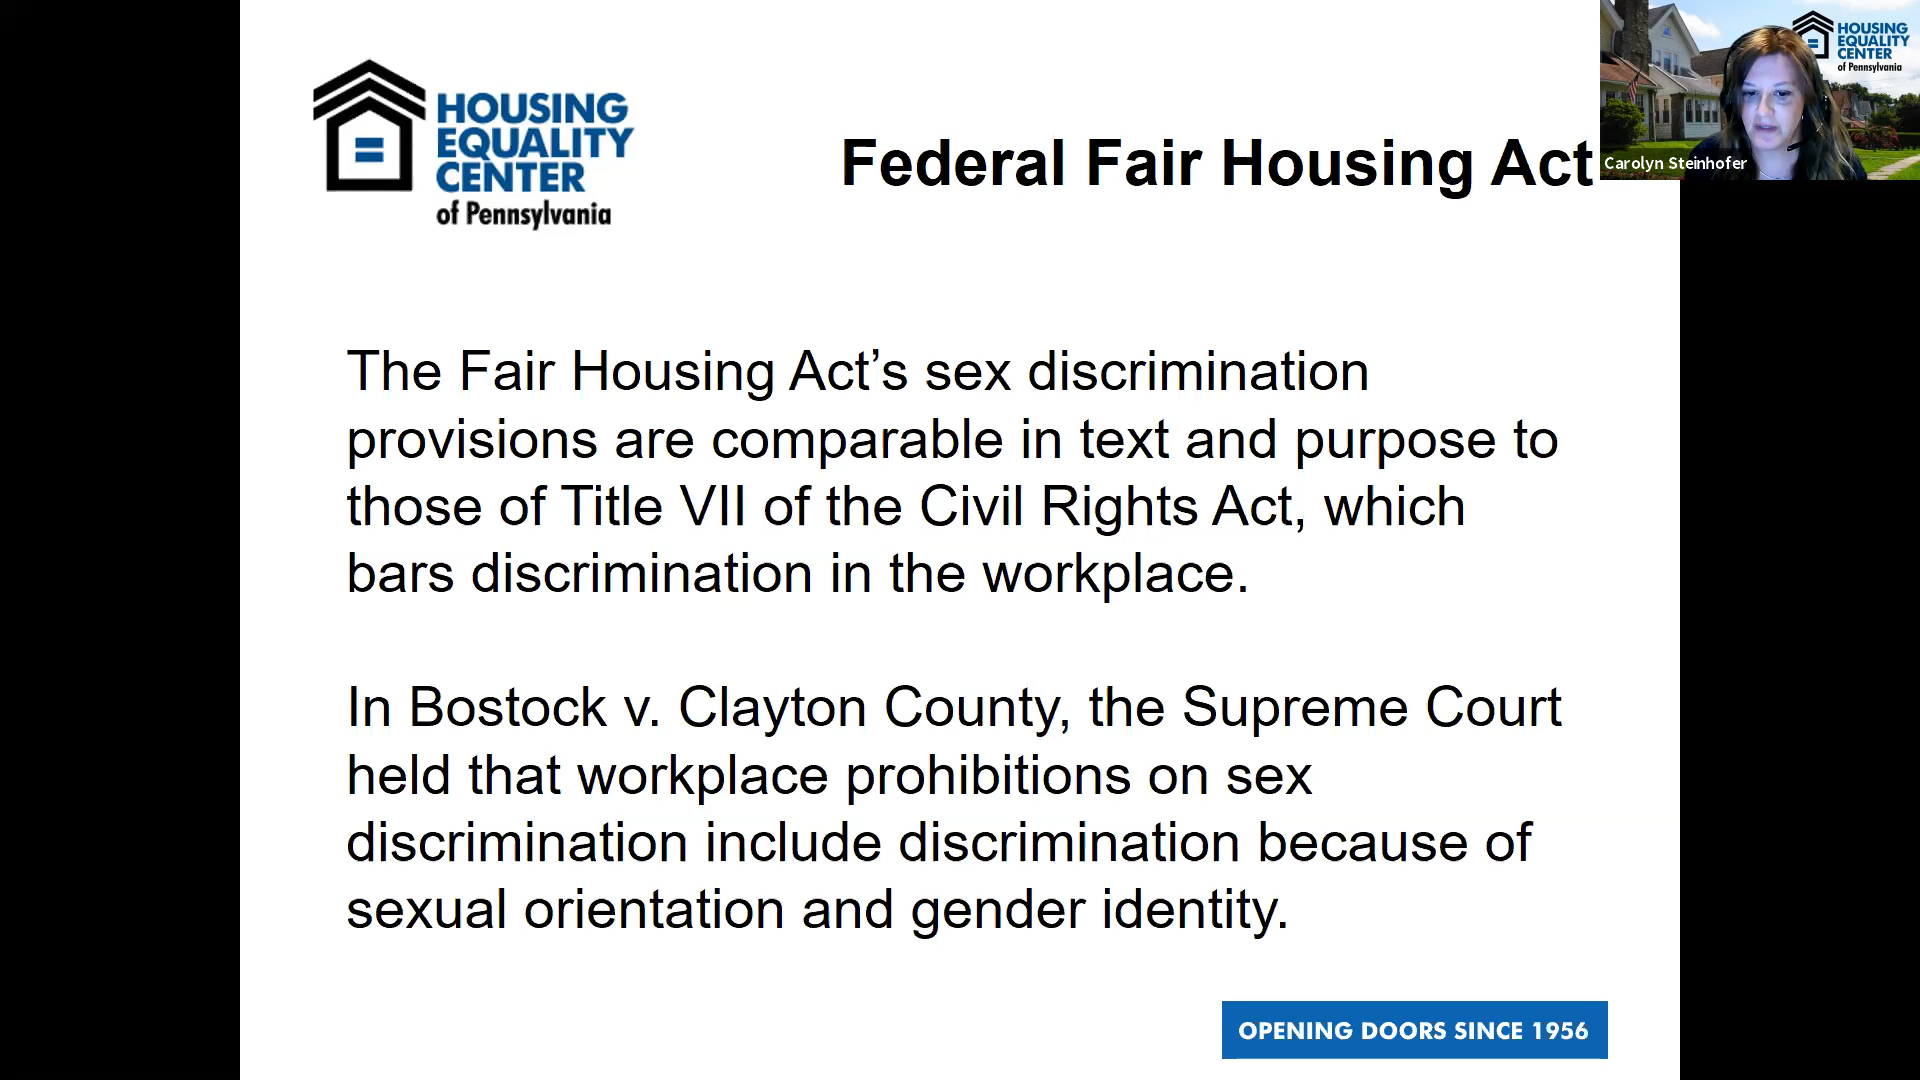 HOUSING
EQUALITY
CENTER
of Pennsylvania
Federal Fair Housing Act
HOUSING
EQUALITY
CENTER
of Pennsylvania
Carolyn Steinhofer
The Fair Housing Act’s sex discrimination
provisions are comparable in text and purpose to
those of Title VII of the Civil Rights Act, which
bars discrimination in the workplace.
In Bostock v. Clayton County, the Supreme Court
held that workplace prohibitions on sex
discrimination include discrimination because of
sexual orientation and gender identity.
OPENING DOORS SINCE 1956